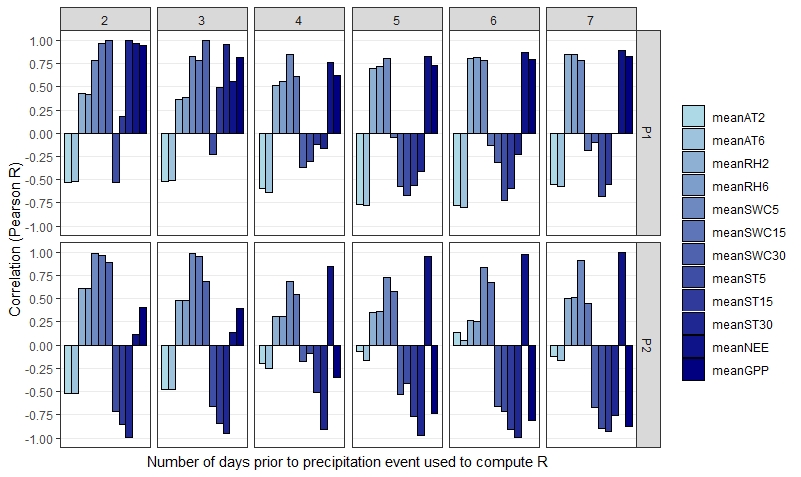 2 3 4 5 6 7
1.00
0.75
0.50
0.25
0.00
-0.25
-0.50
-0.75
-1.00
P1
1.00
0.75
0.50
0.25
0.00
-0.25
-0.50
-0.75
-1.00
P2
Correlation (Pearson R)
Number of days prior to precipitation event used to compute R
meanAT2
meanAT6
meanRH2
meanRH6
meanSWC5
meanSWC15
meanSWC30
meanST5
meanST15
meanST30
meanNEE
meanGPP